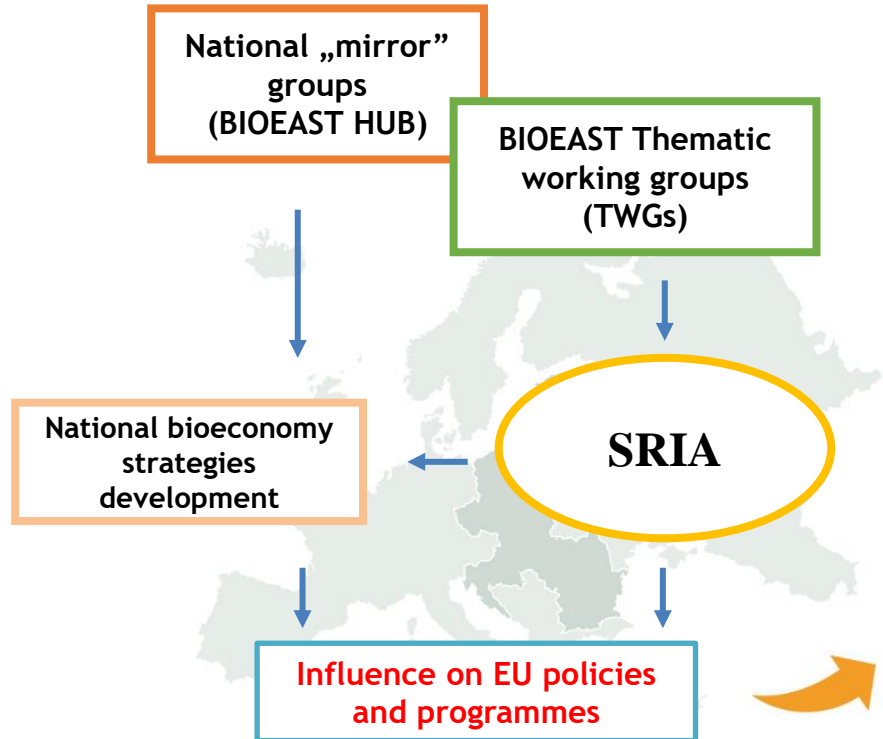 National „mirror”
groups
(BIOEAST HUB)
BIOEAST Thematic
working groups
(TWGs)
National bioeconomy
strategies
development
SRIA
Influence on EU policies
and programmes